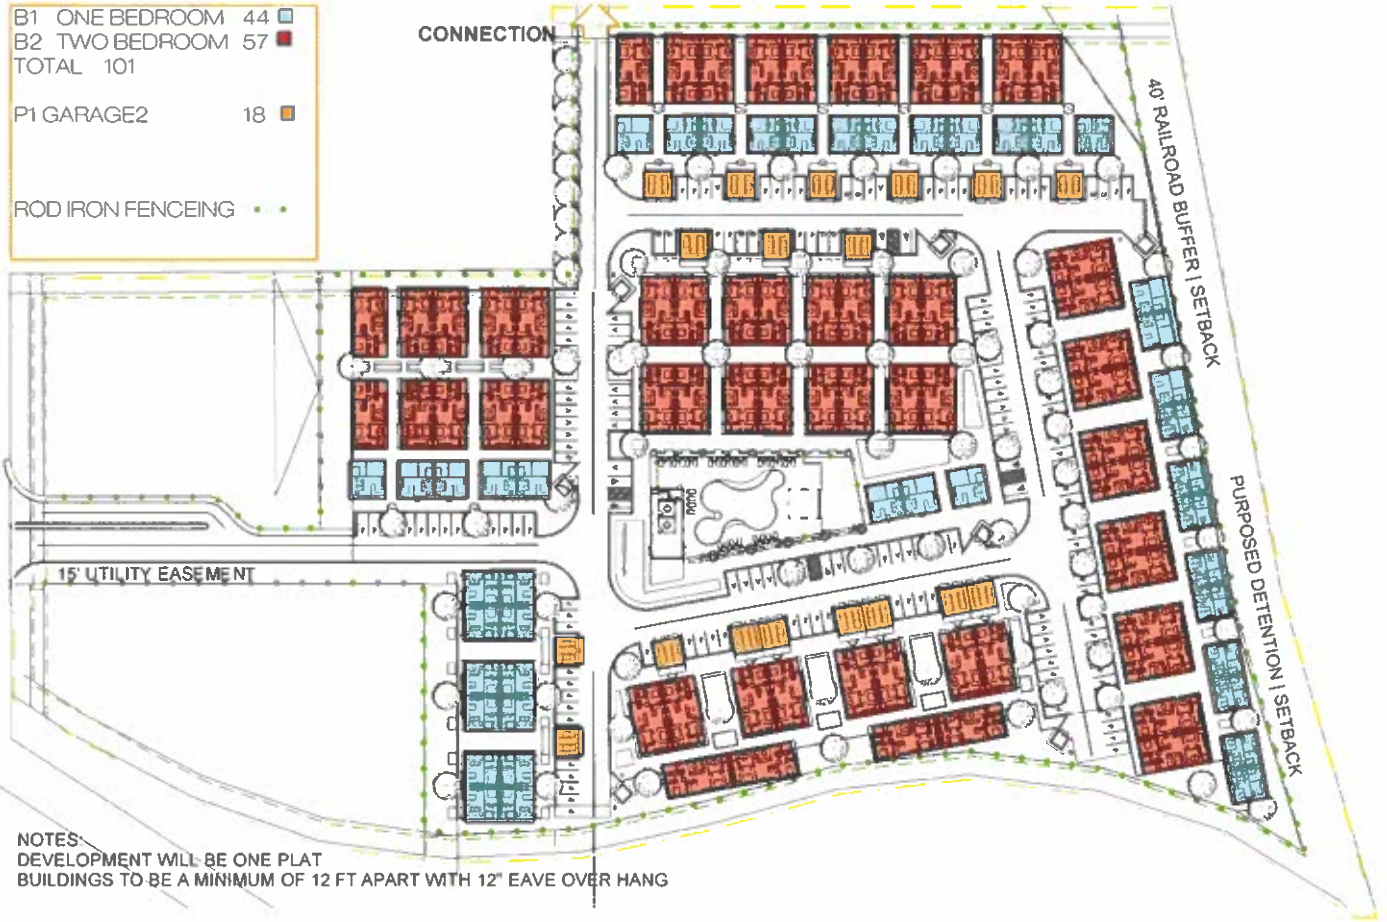 B1 ONE BEDROOM 44
B2 TWO BEDROOM 57
TOTAL 101
P1 GARAGE2 18
ROD IRON FENCEING
CONNECTION
40' RAILROAD BUFFER | SETBACK
PURPOSED DETENTION | SETBACK
15' UTILITY EASEMENT
NOTES:
DEVELOPMENT WILL BE ONE PLAT
BUILDINGS TO BE A MINIMUM OF 12 FT APART WITH 12" EAVE OVER HANG